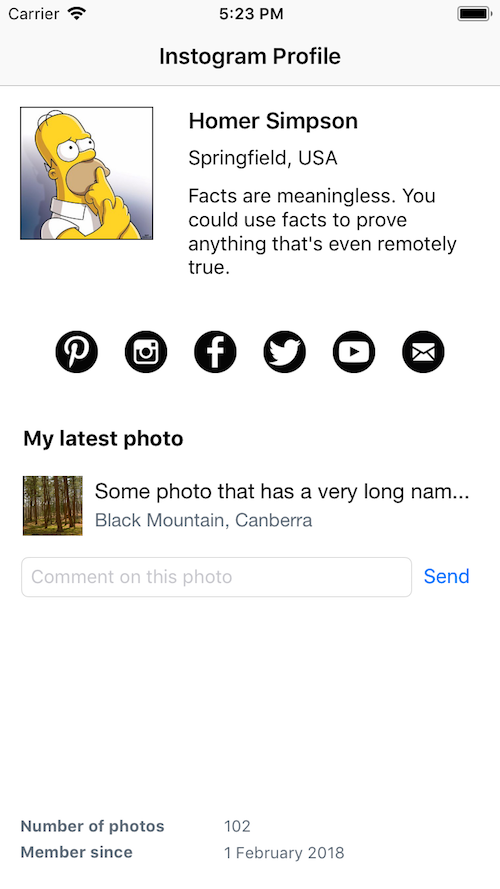 Carrier 5:23 PM
Instogram Profile
Homer Simpson
Springfield, USA
Facts are meaningless. You
could use facts to prove
anything that's even remotely
true.
My latest photo
Some photo that has a very long nam...
Black Mountain, Canberra
Comment on this photo Send
Number of photos 102
Member since 1 February 2018